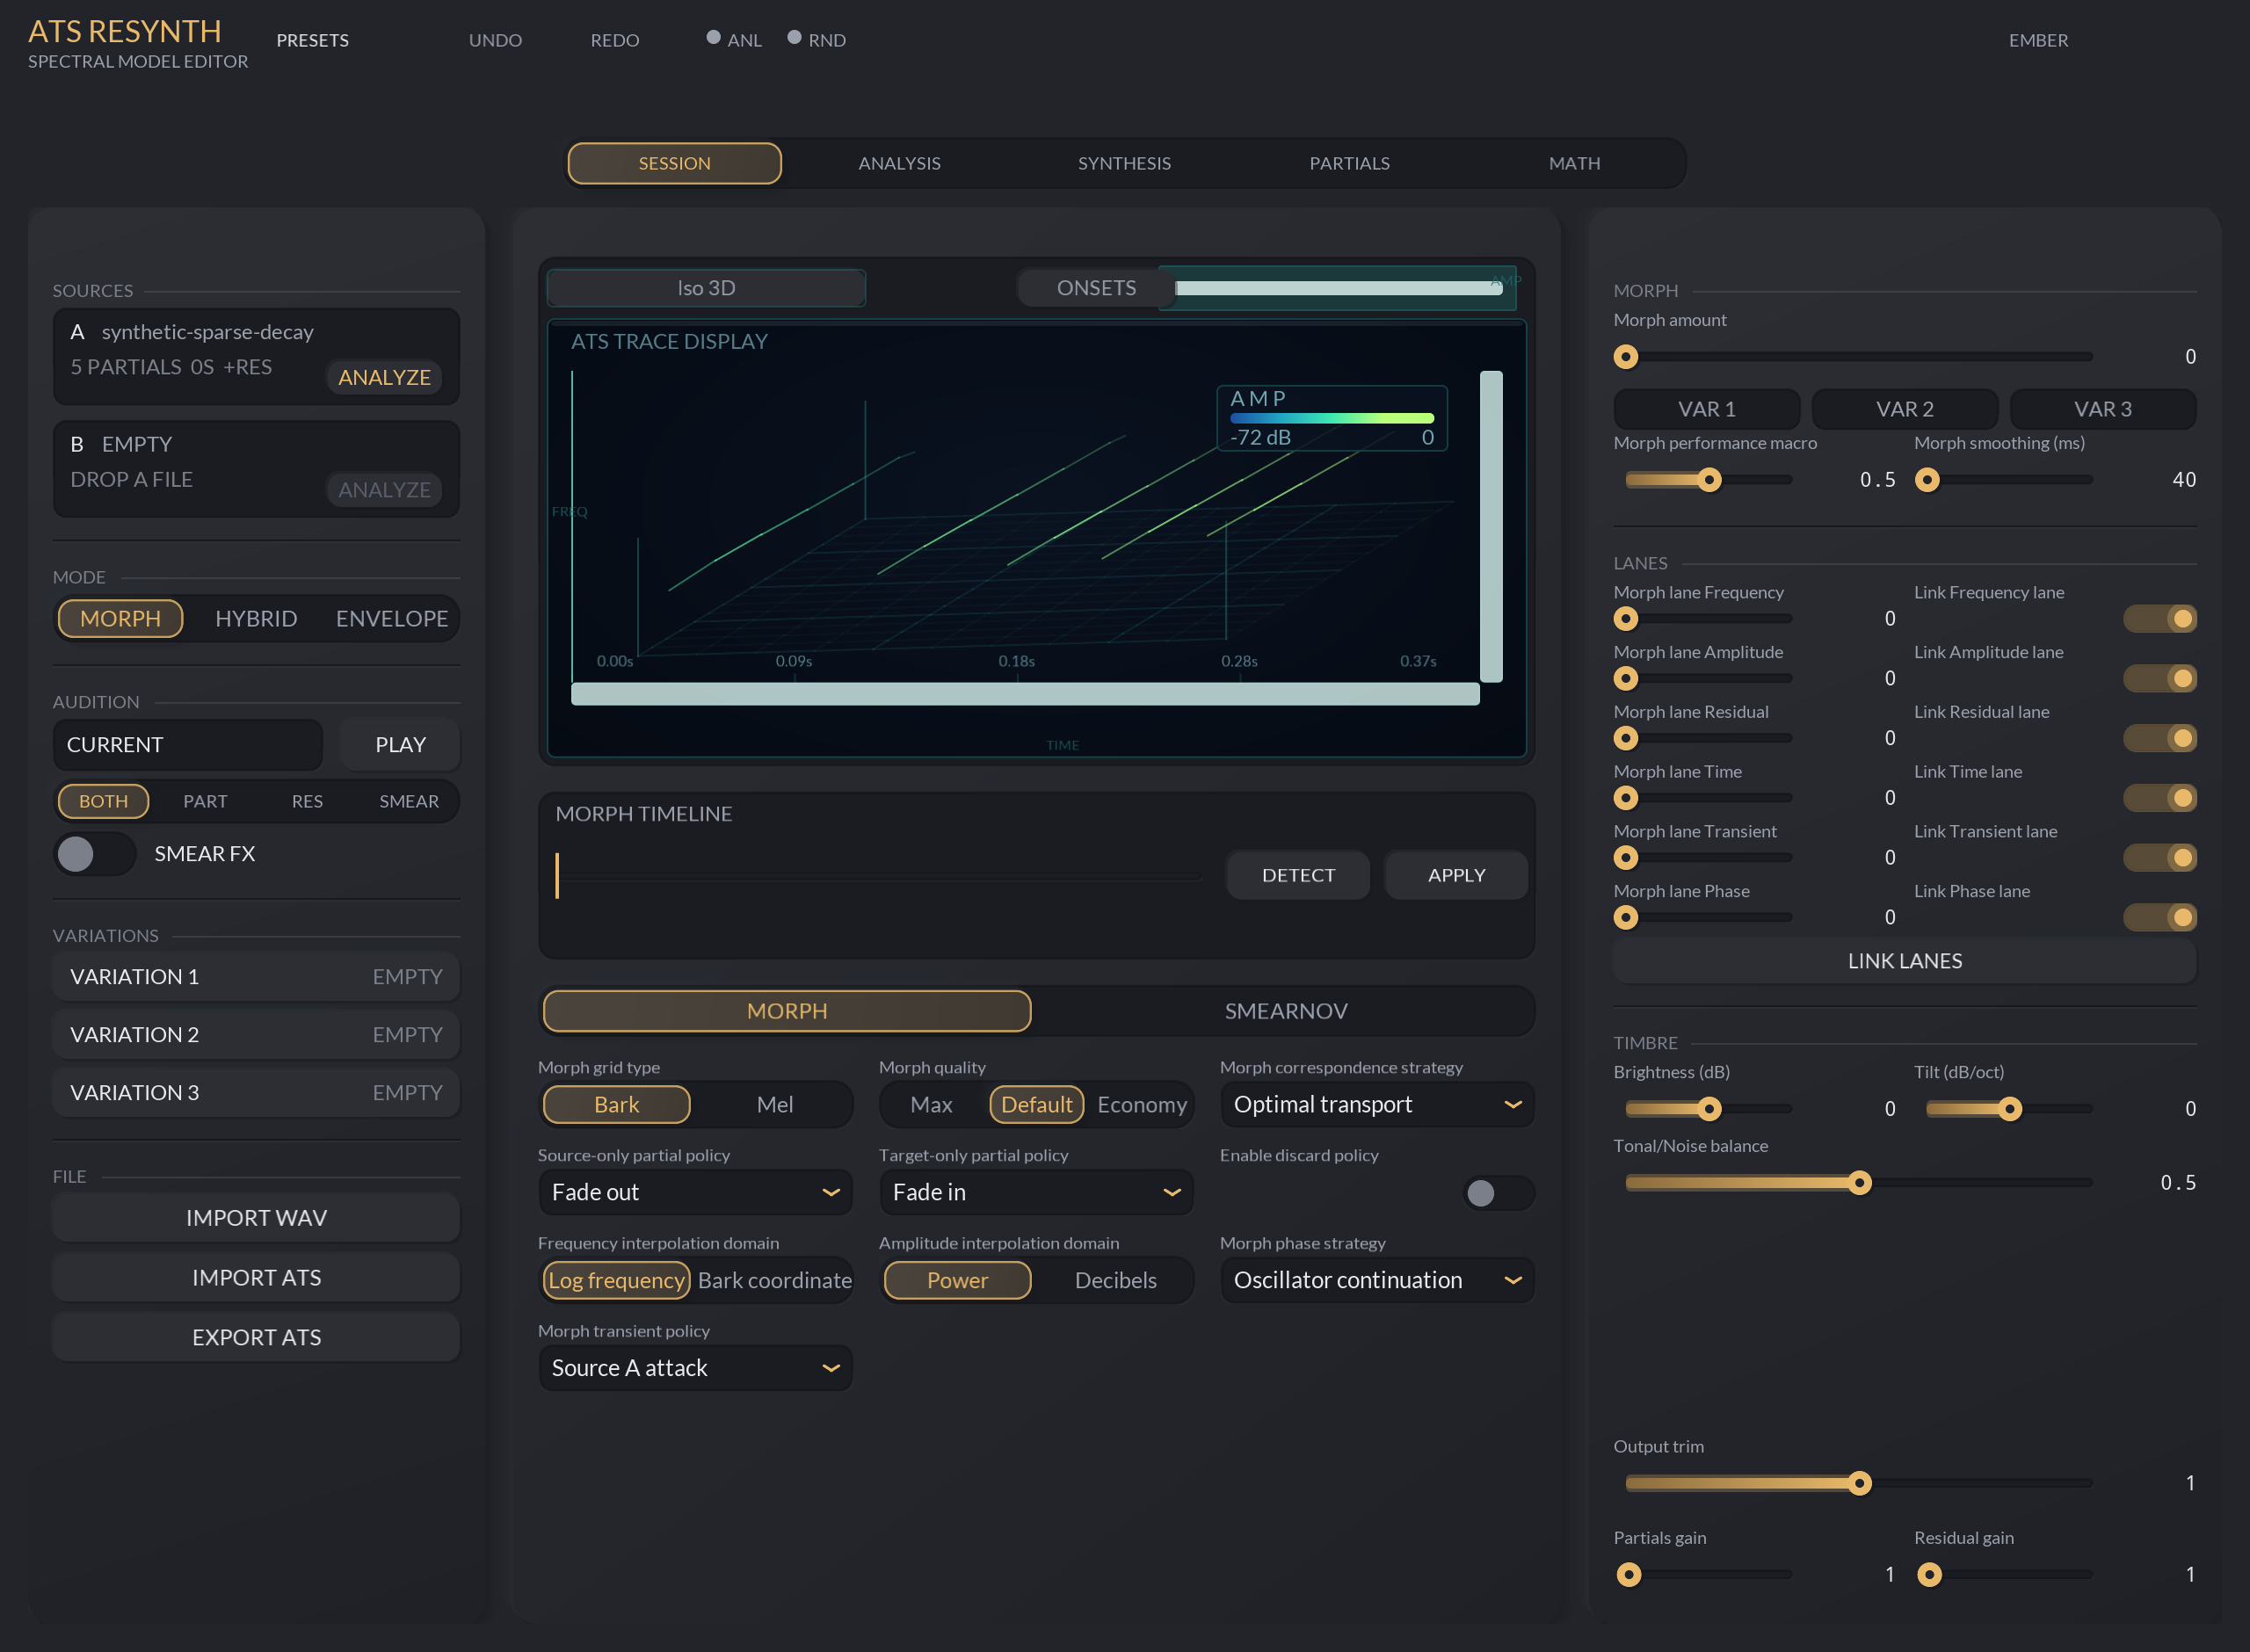 ATS RESYNTH
SPECTRAL MODEL EDITOR
PRESETS
UNDO
REDO
ANL
RND
EMBER
SESSION
ANALYSIS
SYNTHESIS
PARTIALS
MATH
SOURCES
A synthetic-sparse-decay
5 PARTIALS 0S +RES
ANALYZE
B EMPTY
DROP A FILE
ANALYZE
MODE
MORPH
HYBRID
ENVELOPE
AUDITION
CURRENT
PLAY
BOTH
PART
RES
SMEAR
SMEAR FX
VARIATIONS
VARIATION 1 EMPTY
VARIATION 2 EMPTY
VARIATION 3 EMPTY
FILE
IMPORT WAV
IMPORT ATS
EXPORT ATS
Iso 3D
ONSETS
AMP
ATS TRACE DISPLAY
AMP
-72 dB 0
FREQ
0.00s 0.09s 0.18s 0.28s 0.37s
TIME
MORPH TIMELINE
DETECT
APPLY
MORPH
SMEARNOV
Morph grid type
Bark
Mel
Morph quality
Max
Default
Economy
Morph correspondence strategy
Optimal transport
Source-only partial policy
Fade out
Target-only partial policy
Fade in
Enable discard policy
Frequency interpolation domain
Log frequency
Bark coordinate
Amplitude interpolation domain
Power
Decibels
Morph phase strategy
Oscillator continuation
Morph transient policy
Source A attack
MORPH
Morph amount
0
VAR 1
VAR 2
VAR 3
Morph performance macro
0.5
Morph smoothing (ms)
40
LANES
Morph lane Frequency
0
Link Frequency lane
Morph lane Amplitude
0
Link Amplitude lane
Morph lane Residual
0
Link Residual lane
Morph lane Time
0
Link Time lane
Morph lane Transient
0
Link Transient lane
Morph lane Phase
0
Link Phase lane
LINK LANES
TIMBRE
Brightness (dB)
0
Tilt (dB/oct)
0
Tonal/Noise balance
0.5
Output trim
1
Partials gain
1
Residual gain
1